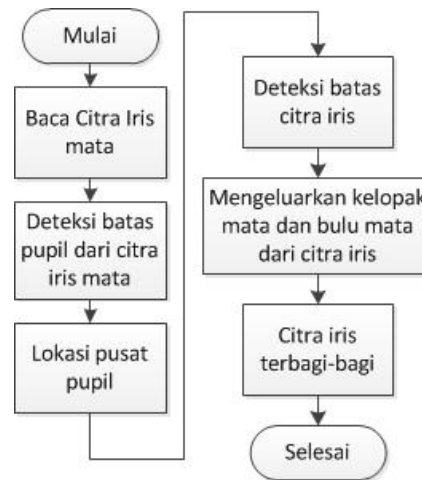 Mulai
Baca Citra Iris
mata
Deteksi batas
pupil dari citra
iris mata
Lokasi pusat
pupil
Deteksi batas
citra iris
Mengeluarkan kelopak
mata dan bulu mata
dari citra iris
Citra iris
terbagi-bagi
Selesai